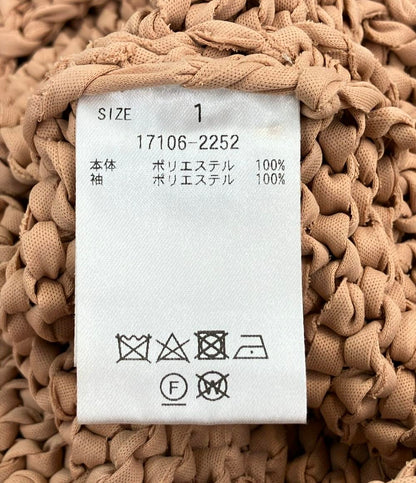 SIZE 1
17106-2252
本体 ポリエステル 100%
袖 ポリエステル 100%
F W